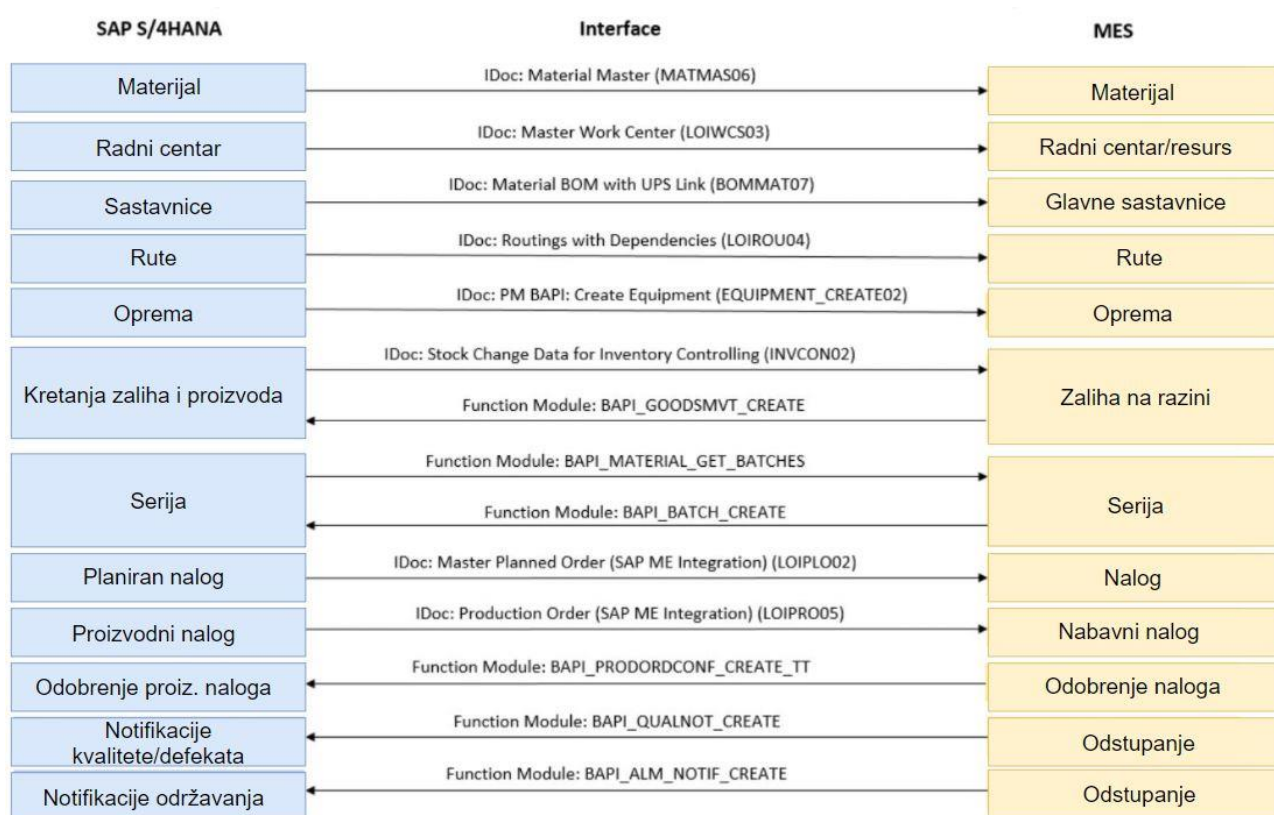 SAP S/4HANA
Interface
MES
Materijal
IDoc: Material Master (MATMAS06)
Materijal
Radni centar
IDoc: Master Work Center (LOIWCS03)
Radni centar/resurs
Sastavnice
IDoc: Material BOM with UPS Link (BOMMAT07)
Glavne sastavnice
Rute
IDoc: Routings with Dependencies (LOIROU04)
Rute
Oprema
IDoc: PM BAPI: Create Equipment (EQUIPMENT_CREATE02)
Oprema
Kretanja zaliha i proizvoda
IDoc: Stock Change Data for Inventory Controlling (INVCON02)
Function Module: BAPI_GOODSMVT_CREATE
Zaliha na razini
Serija
Function Module: BAPI_MATERIAL_GET_BATCHES
Function Module: BAPI_BATCH_CREATE
Serija
Planiran nalog
IDoc: Master Planned Order (SAP ME Integration) (LOIPLO02)
Nalog
Proizvodni nalog
IDoc: Production Order (SAP ME Integration) (LOIPRO05)
Nabavni nalog
Odobrenje proiz. naloga
Function Module: BAPI_PRODORDCONF_CREATE_TT
Odobrenje naloga
Notifikacije
kvalitete/defekata
Function Module: BAPI_QUALNOT_CREATE
Odstupanje
Notifikacije održavanja
Function Module: BAPI_ALM_NOTIF_CREATE
Odstupanje